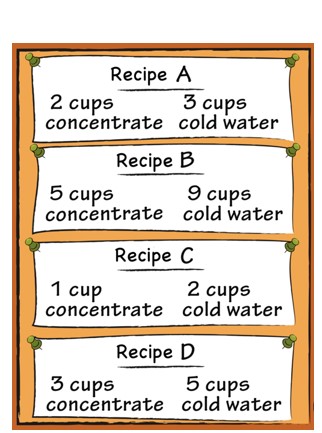 Recipe A
2 cups 3 cups
concentrate cold water
Recipe B
5 cups 9 cups
concentrate cold water
Recipe C
1 cup 2 cups
concentrate cold water
Recipe D
3 cups 5 cups
concentrate cold water